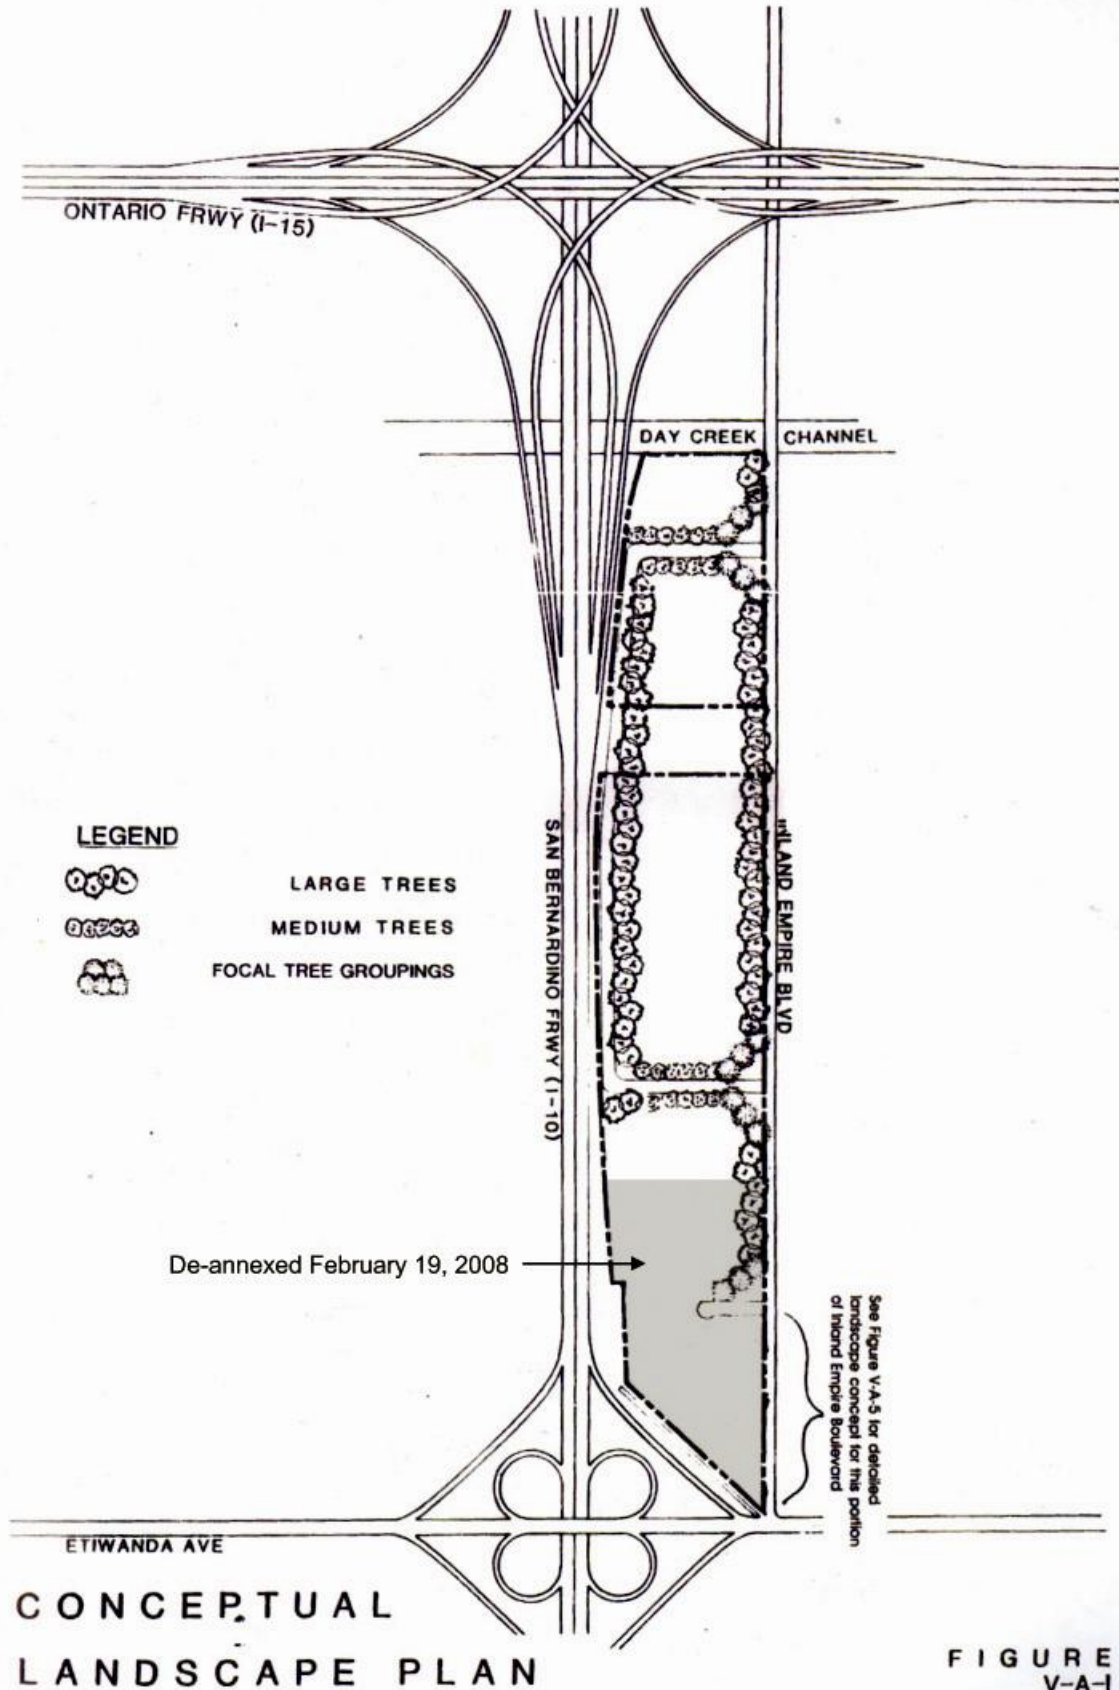 ONTARIO FRWY (I-15)
DAY CREEK CHANNEL
LEGEND
LARGE TREES
MEDIUM TREES
FOCAL TREE GROUPINGS
SAN BERNARDINO FRWY (I-10)
INLAND EMPIRE BLVD
De-annexed February 19, 2008
See Figure V-A-5 for detailed
landscape concept for this portion
of Inland Empire Boulevard
ETIWANDA AVE
CONCEPTUAL
LANDSCAPE PLAN
FIGURE
V-A-1